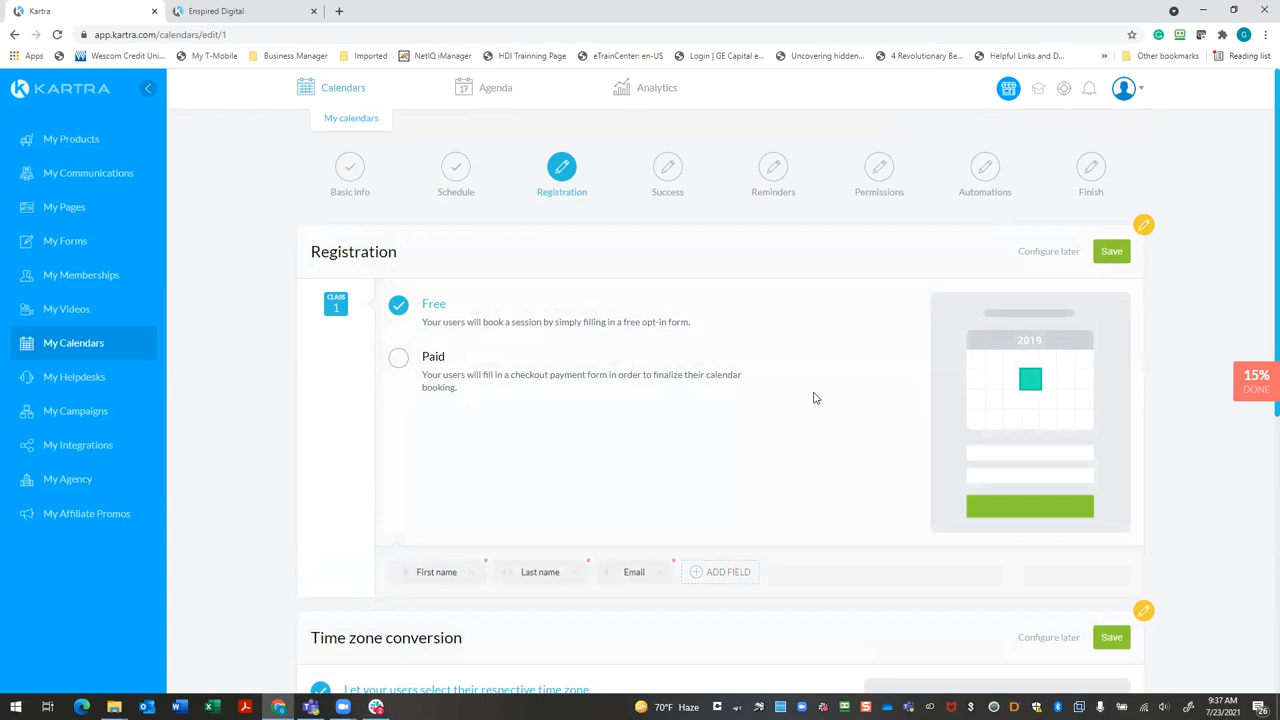 Kartra
Enspired Digital
app.kartra.com/calendars/edit/1
Apps
Wescom Credit Uni...
My T-Mobile
Business Manager
Imported
NetIQ iManager
HDI Training Page
eTrainCenter: en-US
Login | GE Capital e...
Uncovering hidden...
4 Revolutionary Be...
Helpful Links and D...
Other bookmarks
Reading list
KARTRA
Calendars
17
Agenda
Analytics
My calendars
My Products
My Communications
My Pages
My Forms
My Memberships
My Videos
My Calendars
My Helpdesks
My Campaigns
My Integrations
My Agency
My Affiliate Promos
Basic info
Schedule
Registration
Success
Reminders
Permissions
Automations
Finish
Registration
Configure later
Save
CLASS
1
Free
Your users will book a session by simply filling in a free opt-in form.
Paid
Your users will fill in a checkout payment form in order to finalize their calendar
booking.
2019
15%
DONE
First name
Last name
Email
ADD FIELD
Time zone conversion
Configure later
Save
Let your users select their respective time zone
70°F Haze
9:37 AM
7/23/2021
26